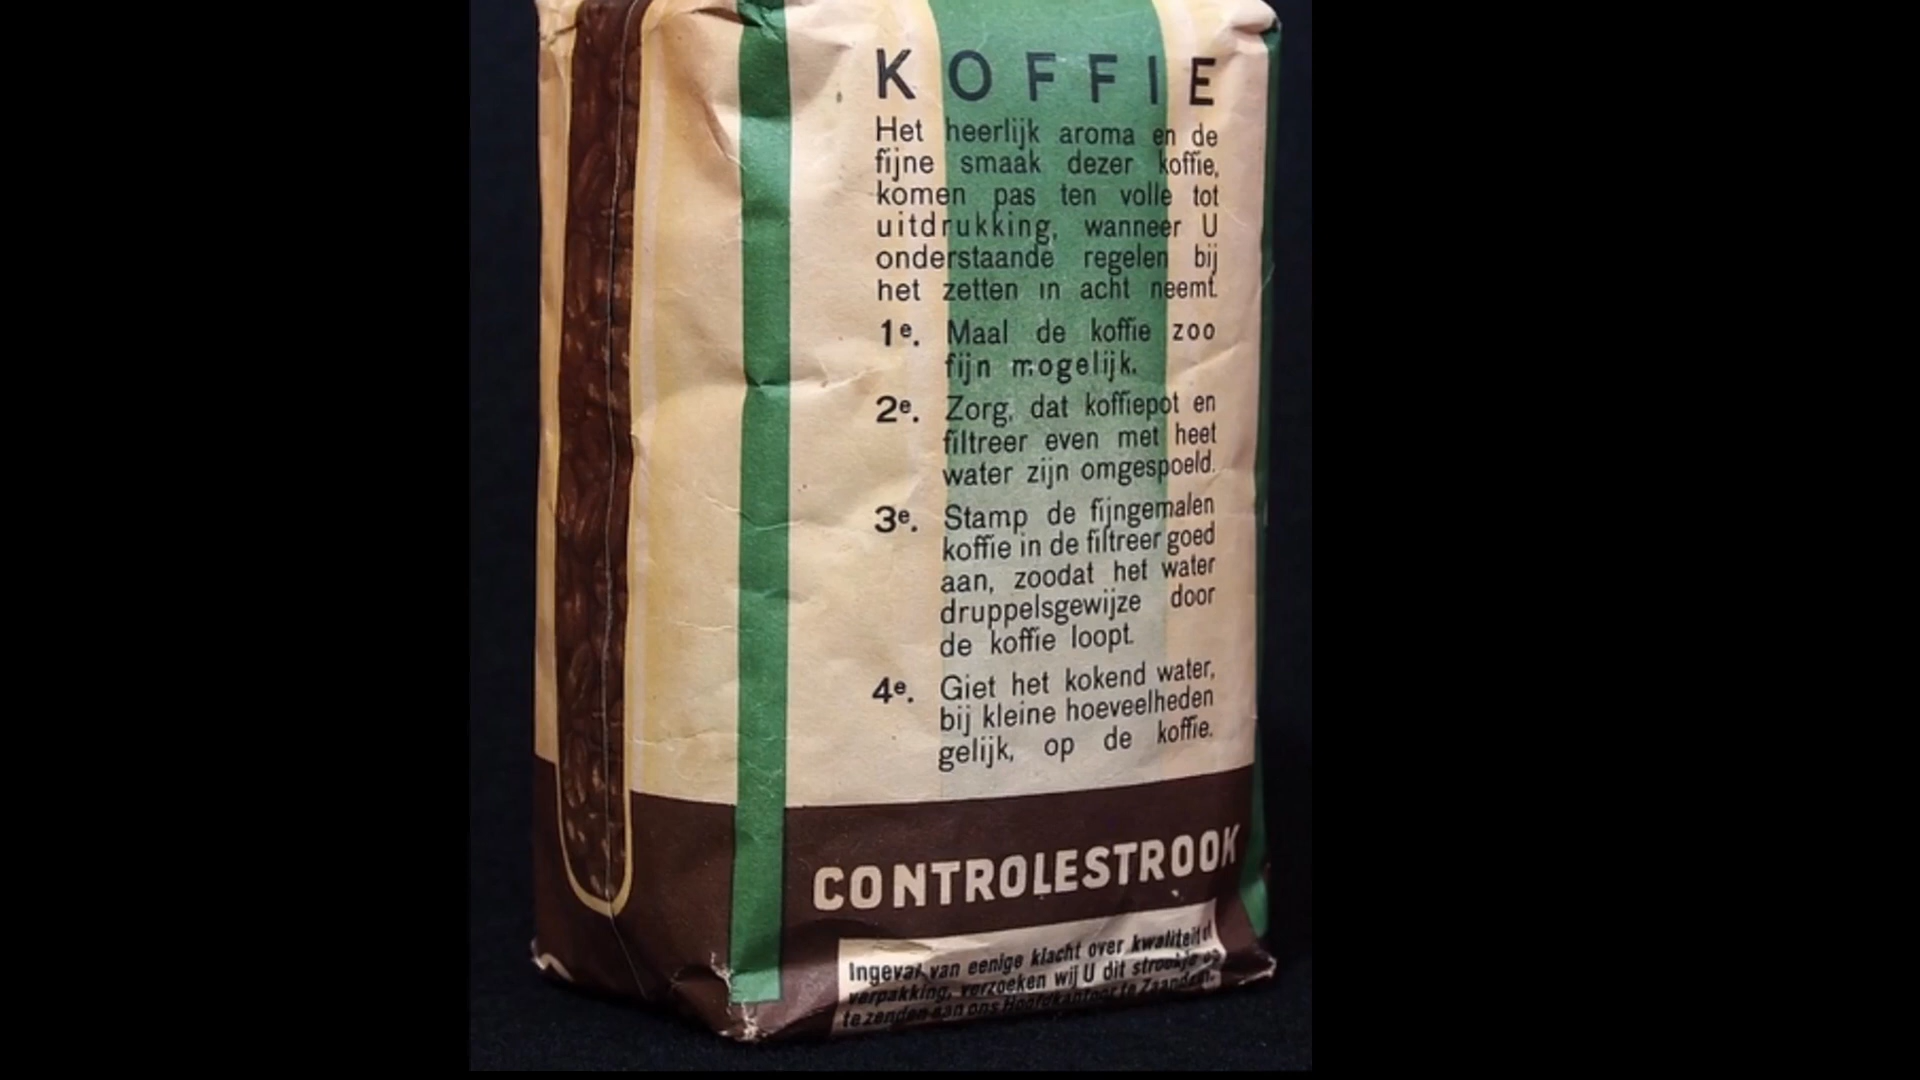 KOFFIE
Het heerlijk aroma en de
fijne smaak dezer koffie,
komen pas ten volle tot
uitdrukking, wanneer U
onderstaande regelen bij
het zetten in acht neemt.
1e. Maal de koffie zoo
fijn mogelijk.
2e. Zorg, dat koffiepot en
filtreer even met heet
water zijn omgespoeld.
3e. Stamp de fijngemalen
koffie in de filtreer goed
aan, zoodat het water
druppelsgewijze door
de koffie loopt.
4e. Giet het kokend water,
bij kleine hoeveelheden
gelijk, op de koffie.
CONTROLESTROOK
Ingeval van eenige klacht over kwaliteit
verpakking, verzoeken wij U dit strookje
te zenden aan ons Hoofdkantoor te Zaandam.